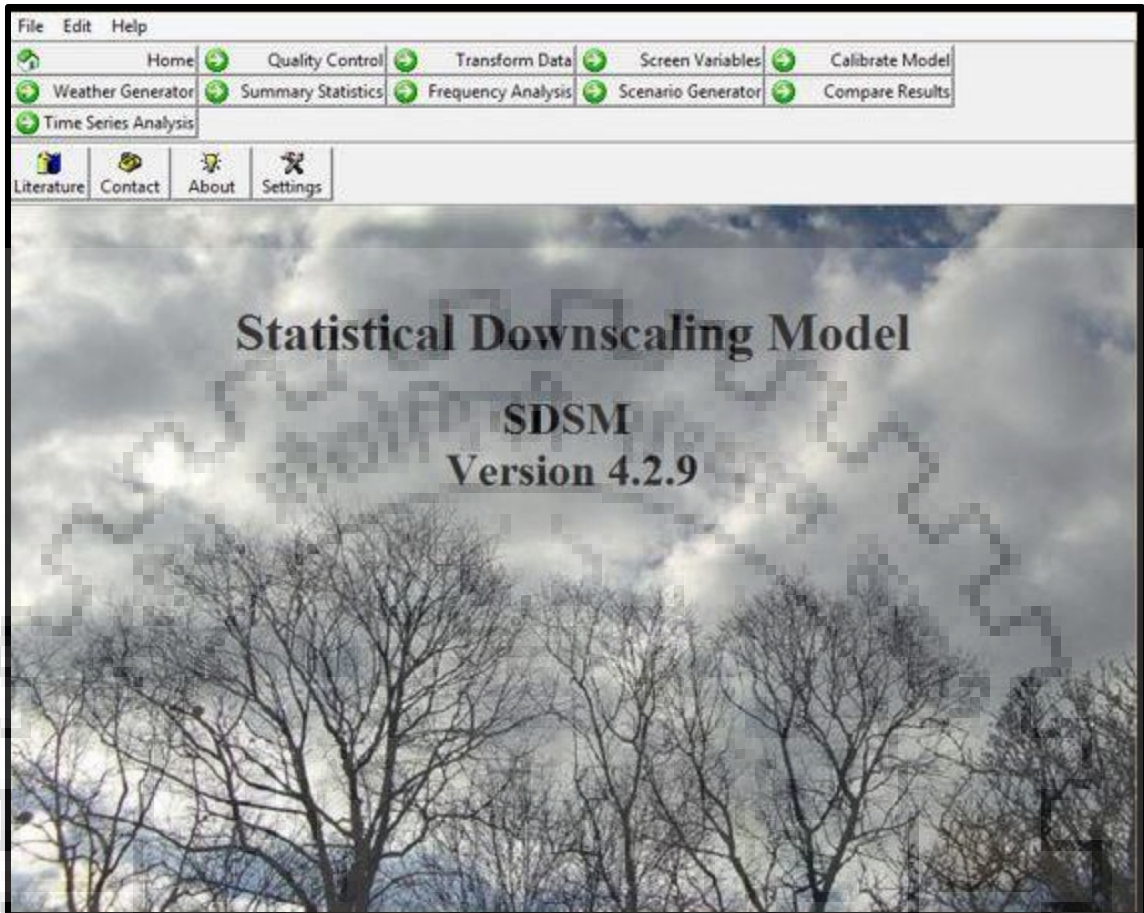 File Edit Help
Home Quality Control Transform Data Screen Variables Calibrate Model
Weather Generator Summary Statistics Frequency Analysis Scenario Generator Compare Results
Time Series Analysis
Literature Contact About Settings
Statistical Downscaling Model
SDSM
Version 4.2.9